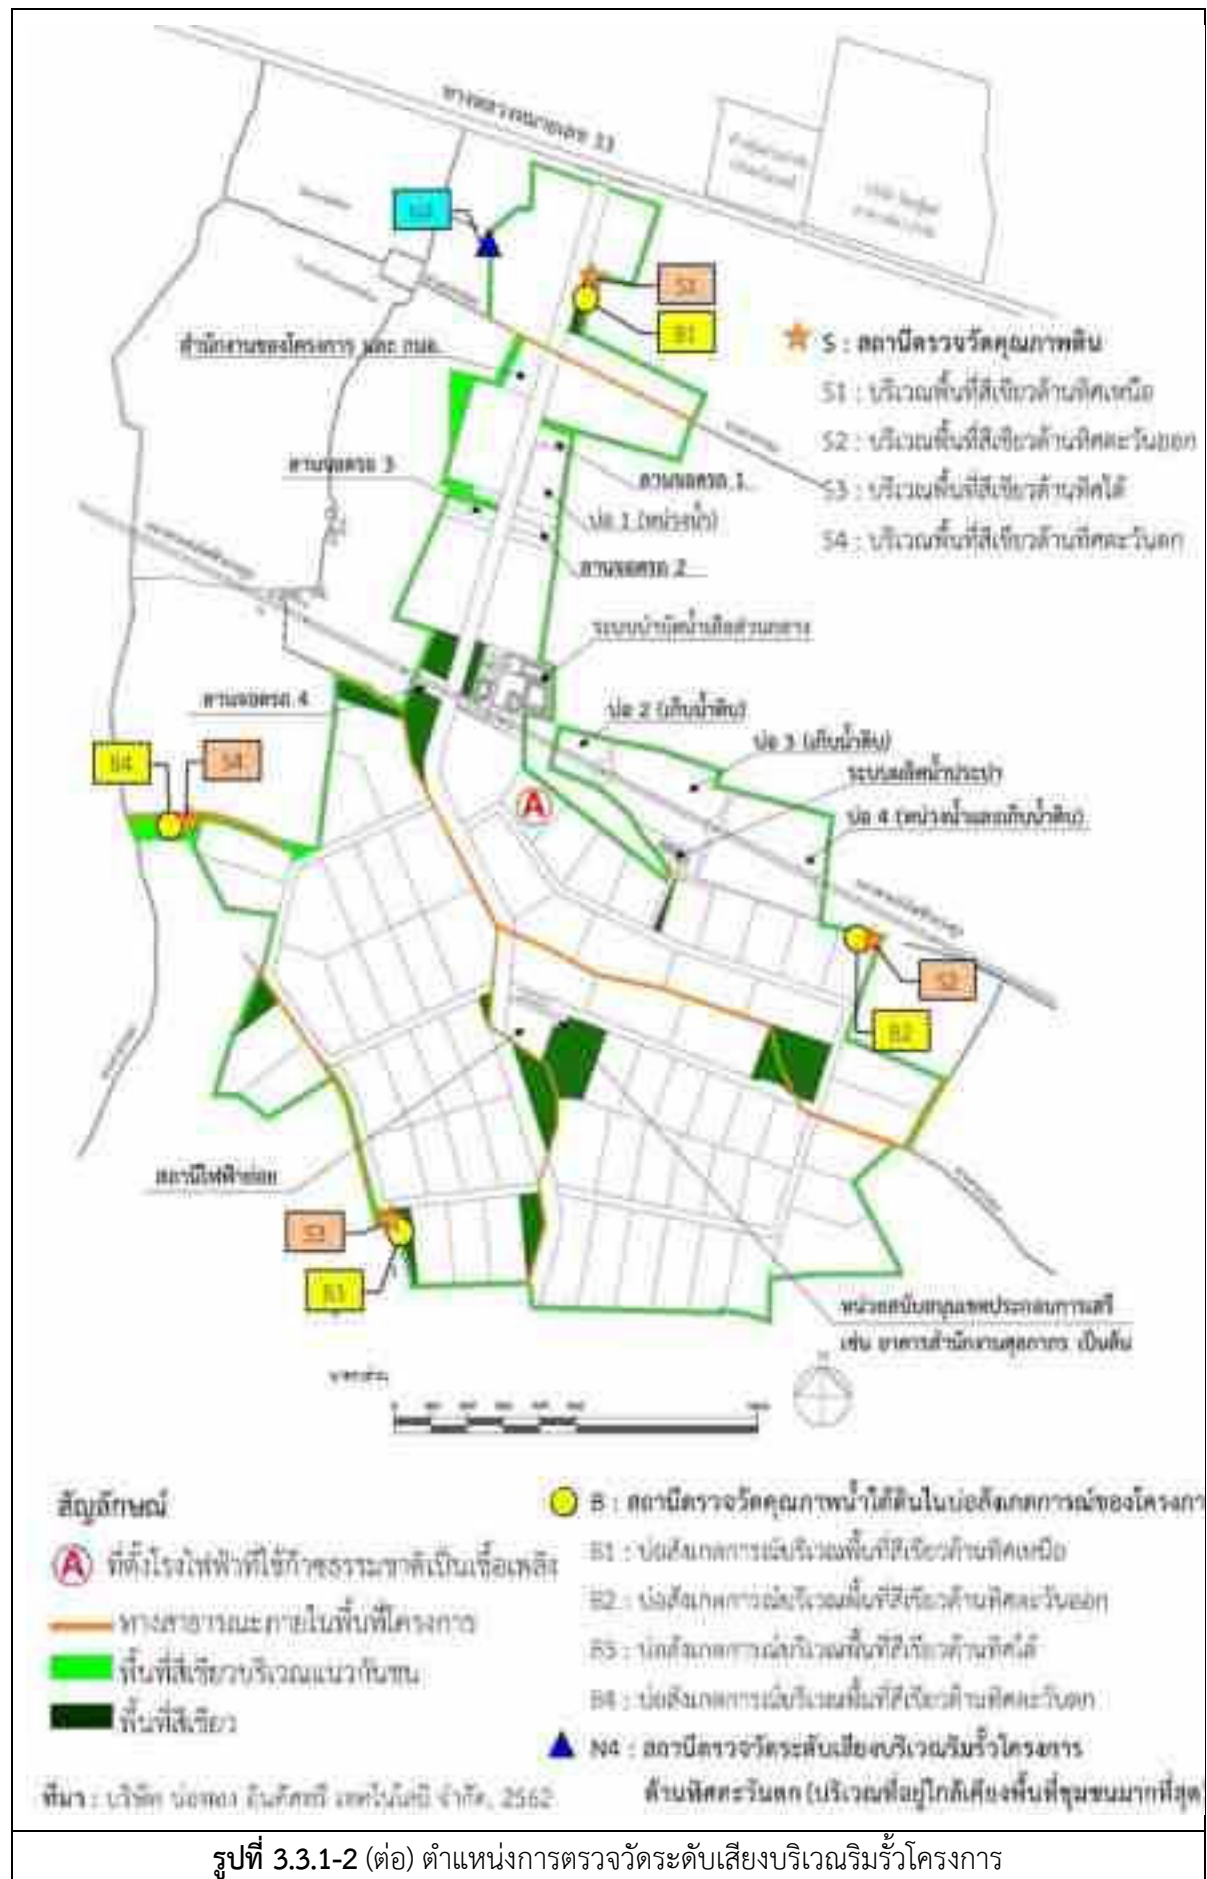 ทางหลวงหมายเลข 33
S1
B1
สำนักงานของโครงการ และ กนอ.
S : สถานีตรวจวัดคุณภาพดิน
S1 : บริเวณพื้นที่สีเขียวด้านทิศเหนือ
S2 : บริเวณพื้นที่สีเขียวด้านทิศตะวันออก
S3 : บริเวณพื้นที่สีเขียวด้านทิศใต้
S4 : บริเวณพื้นที่สีเขียวด้านทิศตะวันตก
ลานจอดรถ 3
ลานจอดรถ 1
บ่อ 1 (หน่วงน้ำ)
ลานจอดรถ 2
ระบบบำบัดน้ำเสียส่วนกลาง
ลานจอดรถ 4
บ่อ 2 (เก็บน้ำดิบ)
บ่อ 3 (เก็บน้ำดิบ)
ระบบผลิตน้ำประปา
บ่อ 4 (หน่วงน้ำและเก็บน้ำดิบ)
B4
S4
A
S2
B2
สถานีไฟฟ้าย่อย
S3
B3
หน่วยสนับสนุนเขตประกอบการเสรี
เช่น อาคารสำนักงานศุลกากร เป็นต้น
สัญลักษณ์
A ที่ตั้งโรงไฟฟ้าที่ใช้ก๊าซธรรมชาติเป็นเชื้อเพลิง
ทางสาธารณะภายในพื้นที่โครงการ
พื้นที่สีเขียวบริเวณแนวกันชน
พื้นที่สีเขียว
B : สถานีตรวจวัดคุณภาพน้ำใต้ดินในบ่อสังเกตการณ์ของโครงกา
B1 : บ่อสังเกตการณ์บริเวณพื้นที่สีเขียวด้านทิศเหนือ
B2 : บ่อสังเกตการณ์บริเวณพื้นที่สีเขียวด้านทิศตะวันออก
B3 : บ่อสังเกตการณ์บริเวณพื้นที่สีเขียวด้านทิศใต้
B4 : บ่อสังเกตการณ์บริเวณพื้นที่สีเขียวด้านทิศตะวันตก
N4 : สถานีตรวจวัดระดับเสียงบริเวณริมรั้วโครงการ
ด้านทิศตะวันตก (บริเวณที่อยู่ใกล้เคียงพื้นที่ชุมชนมากที่สุด
ที่มา : บริษัท บ่อทอง อินดัสทรี เทคโนโลยี จำกัด, 2562
รูปที่ 3.3.1-2 (ต่อ) ตำแหน่งการตรวจวัดระดับเสียงบริเวณริมรั้วโครงการ